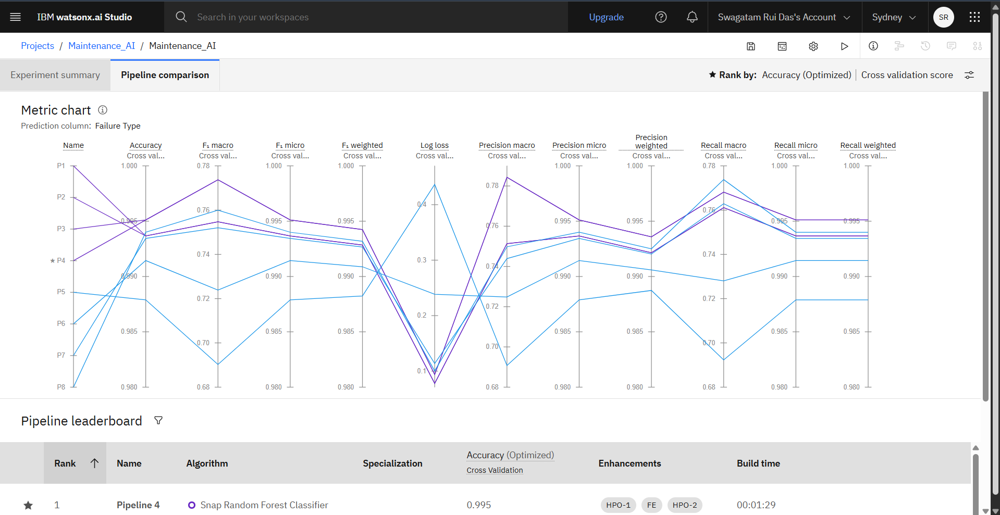 IBM watsonx.ai Studio
Search in your workspaces
Upgrade
Swagatam Rui Das's Account
Sydney
SR
Projects / Maintenance_AI / Maintenance_AI
Experiment summary
Pipeline comparison
★ Rank by: Accuracy (Optimized) | Cross validation score
Metric chart
Prediction column: Failure Type
Name
P1
P2
P3
★ P4
P5
P6
P7
P8
Accuracy
Cross val...
1.000
0.995
0.990
0.985
0.980
F₁ macro
Cross val...
0.78
0.76
0.74
0.72
0.70
0.68
F₁ micro
Cross val...
1.000
0.995
0.990
0.985
0.980
F₁ weighted
Cross val...
1.000
0.995
0.990
0.985
0.980
Log loss
Cross val...
0.4
0.3
0.2
0.1
Precision macro
Cross val...
0.78
0.76
0.74
0.72
0.70
0.68
Precision micro
Cross val...
1.000
0.995
0.990
0.985
0.980
Precision
weighted
Cross val...
1.000
0.995
0.990
0.985
0.980
Recall macro
Cross val...
0.78
0.76
0.74
0.72
0.70
0.68
Recall micro
Cross val...
1.000
0.995
0.990
0.985
0.980
Recall weighted
Cross val...
1.000
0.995
0.990
0.985
0.980
Pipeline leaderboard
Rank
Name
Algorithm
Specialization
Accuracy (Optimized)
Cross Validation
Enhancements
Build time
★ 1 Pipeline 4 Snap Random Forest Classifier 0.995 HPO-1 FE HPO-2 00:01:29